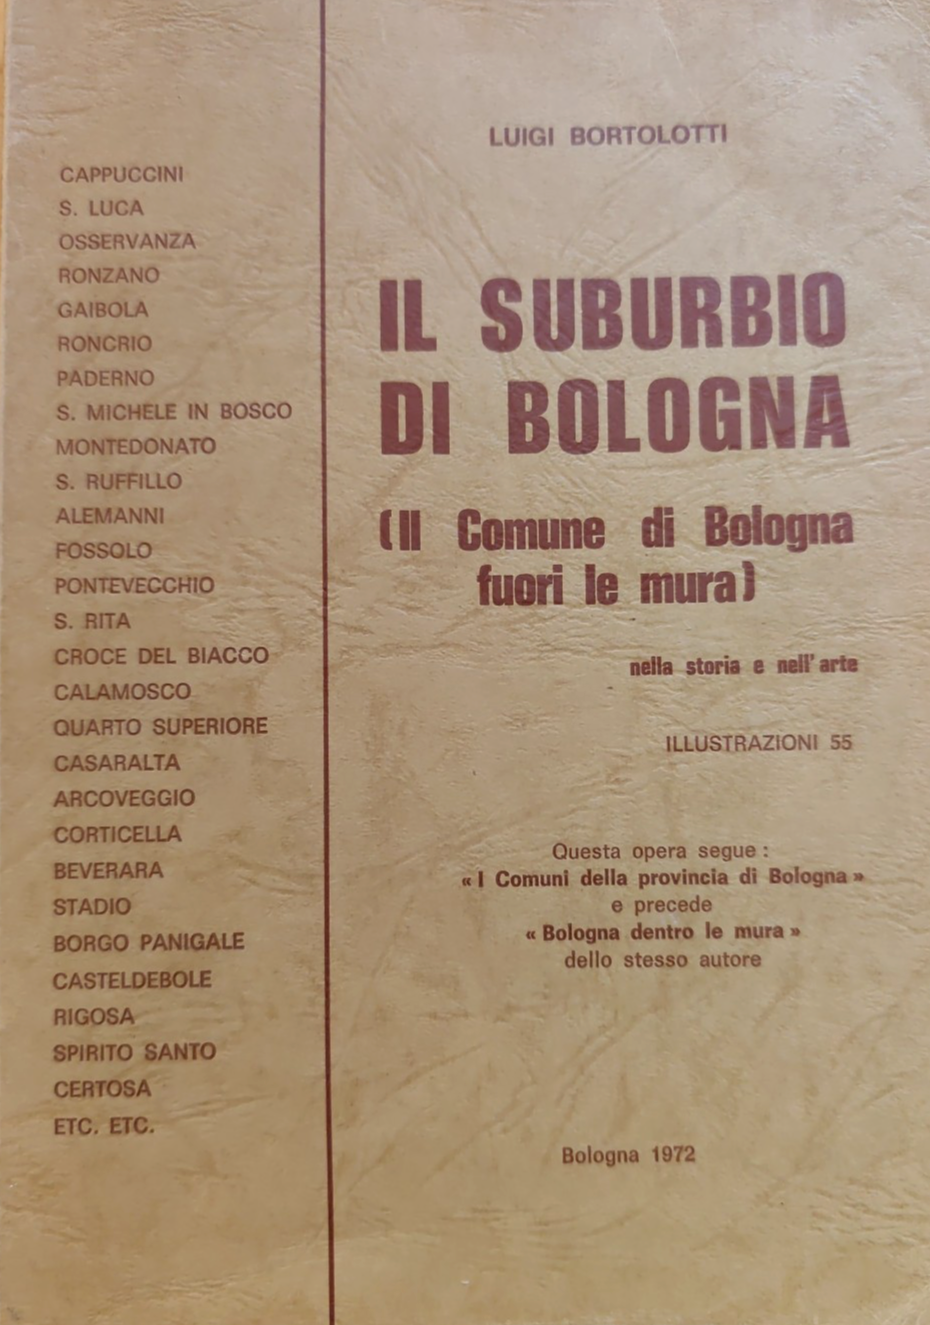 CAPPUCCINI
S. LUCA
OSSERVANZA
RONZANO
GAIBOLA
RONCRIO
PADERNO
S. MICHELE IN BOSCO
MONTEDONATO
S. RUFFILLO
ALEMANNI
FOSSOLO
PONTEVECCHIO
S. RITA
CROCE DEL BIACCO
CALAMOSCO
QUARTO SUPERIORE
CASARALTA
ARCOVEGGIO
CORTICELLA
BEVERARA
STADIO
BORGO PANIGALE
CASTELDEBOLE
RIGOSA
SPIRITO SANTO
CERTOSA
ETC. ETC.
LUIGI BORTOLOTTI
IL SUBURBIO
DI BOLOGNA
(Il Comune di Bologna
fuori le mura)
nella storia e nell'arte
ILLUSTRAZIONI 55
Questa opera segue :
« I Comuni della provincia di Bologna »
e precede
« Bologna dentro le mura »
dello stesso autore
Bologna 1972